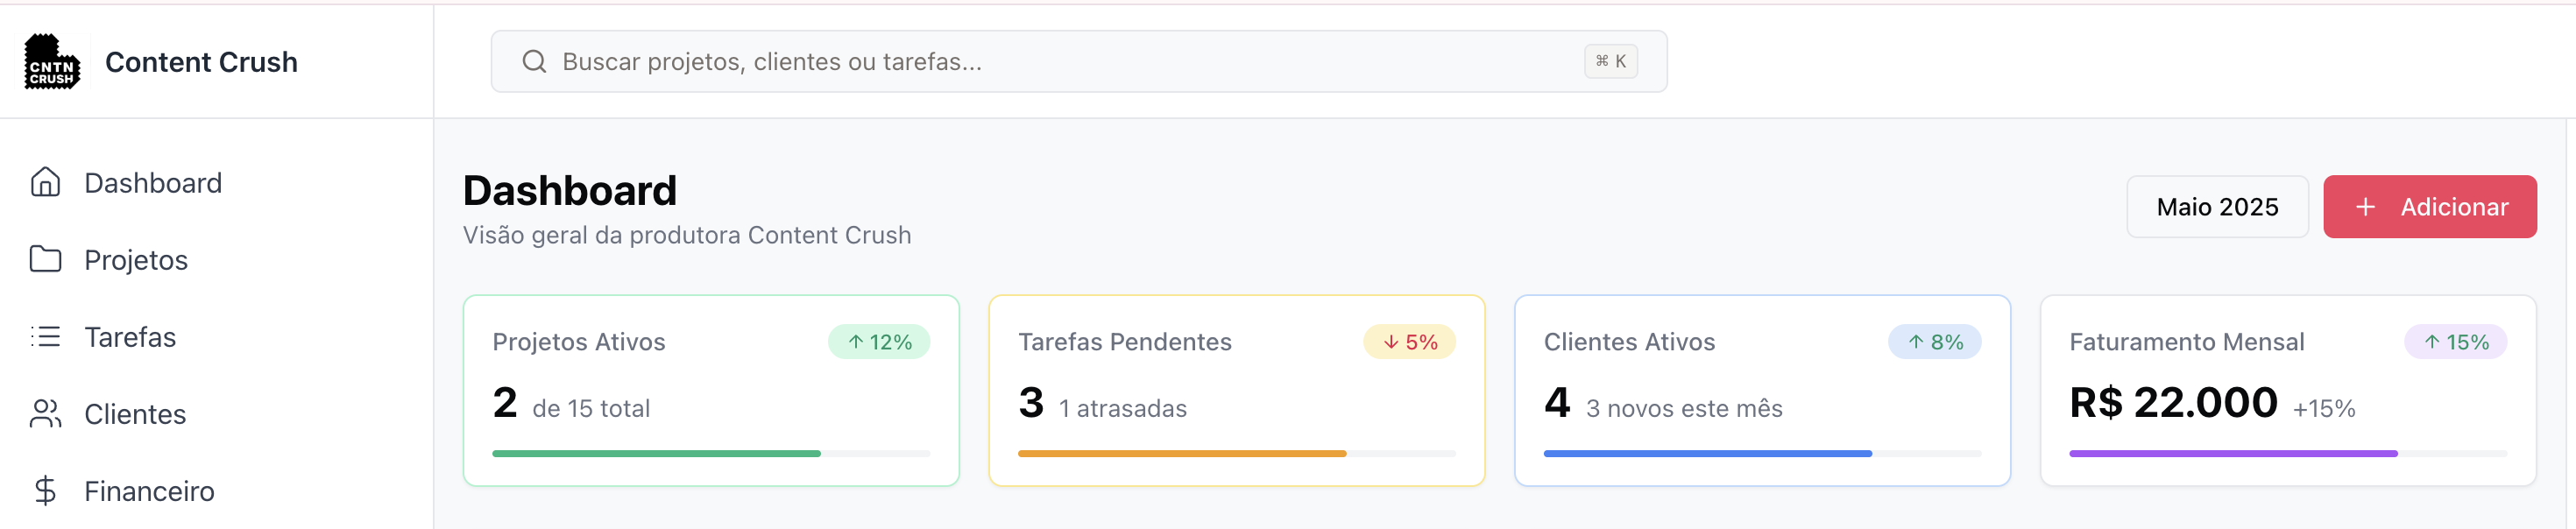 CNTN
CRUSH
Content Crush
Buscar projetos, clientes ou tarefas...
⌘ K
Dashboard
Projetos
Tarefas
Clientes
Financeiro
Dashboard
Visão geral da produtora Content Crush
Maio 2025
+ Adicionar
Projetos Ativos
↑ 12%
2 de 15 total
Tarefas Pendentes
↓ 5%
3 1 atrasadas
Clientes Ativos
↑ 8%
4 3 novos este mês
Faturamento Mensal
↑ 15%
R$ 22.000 +15%